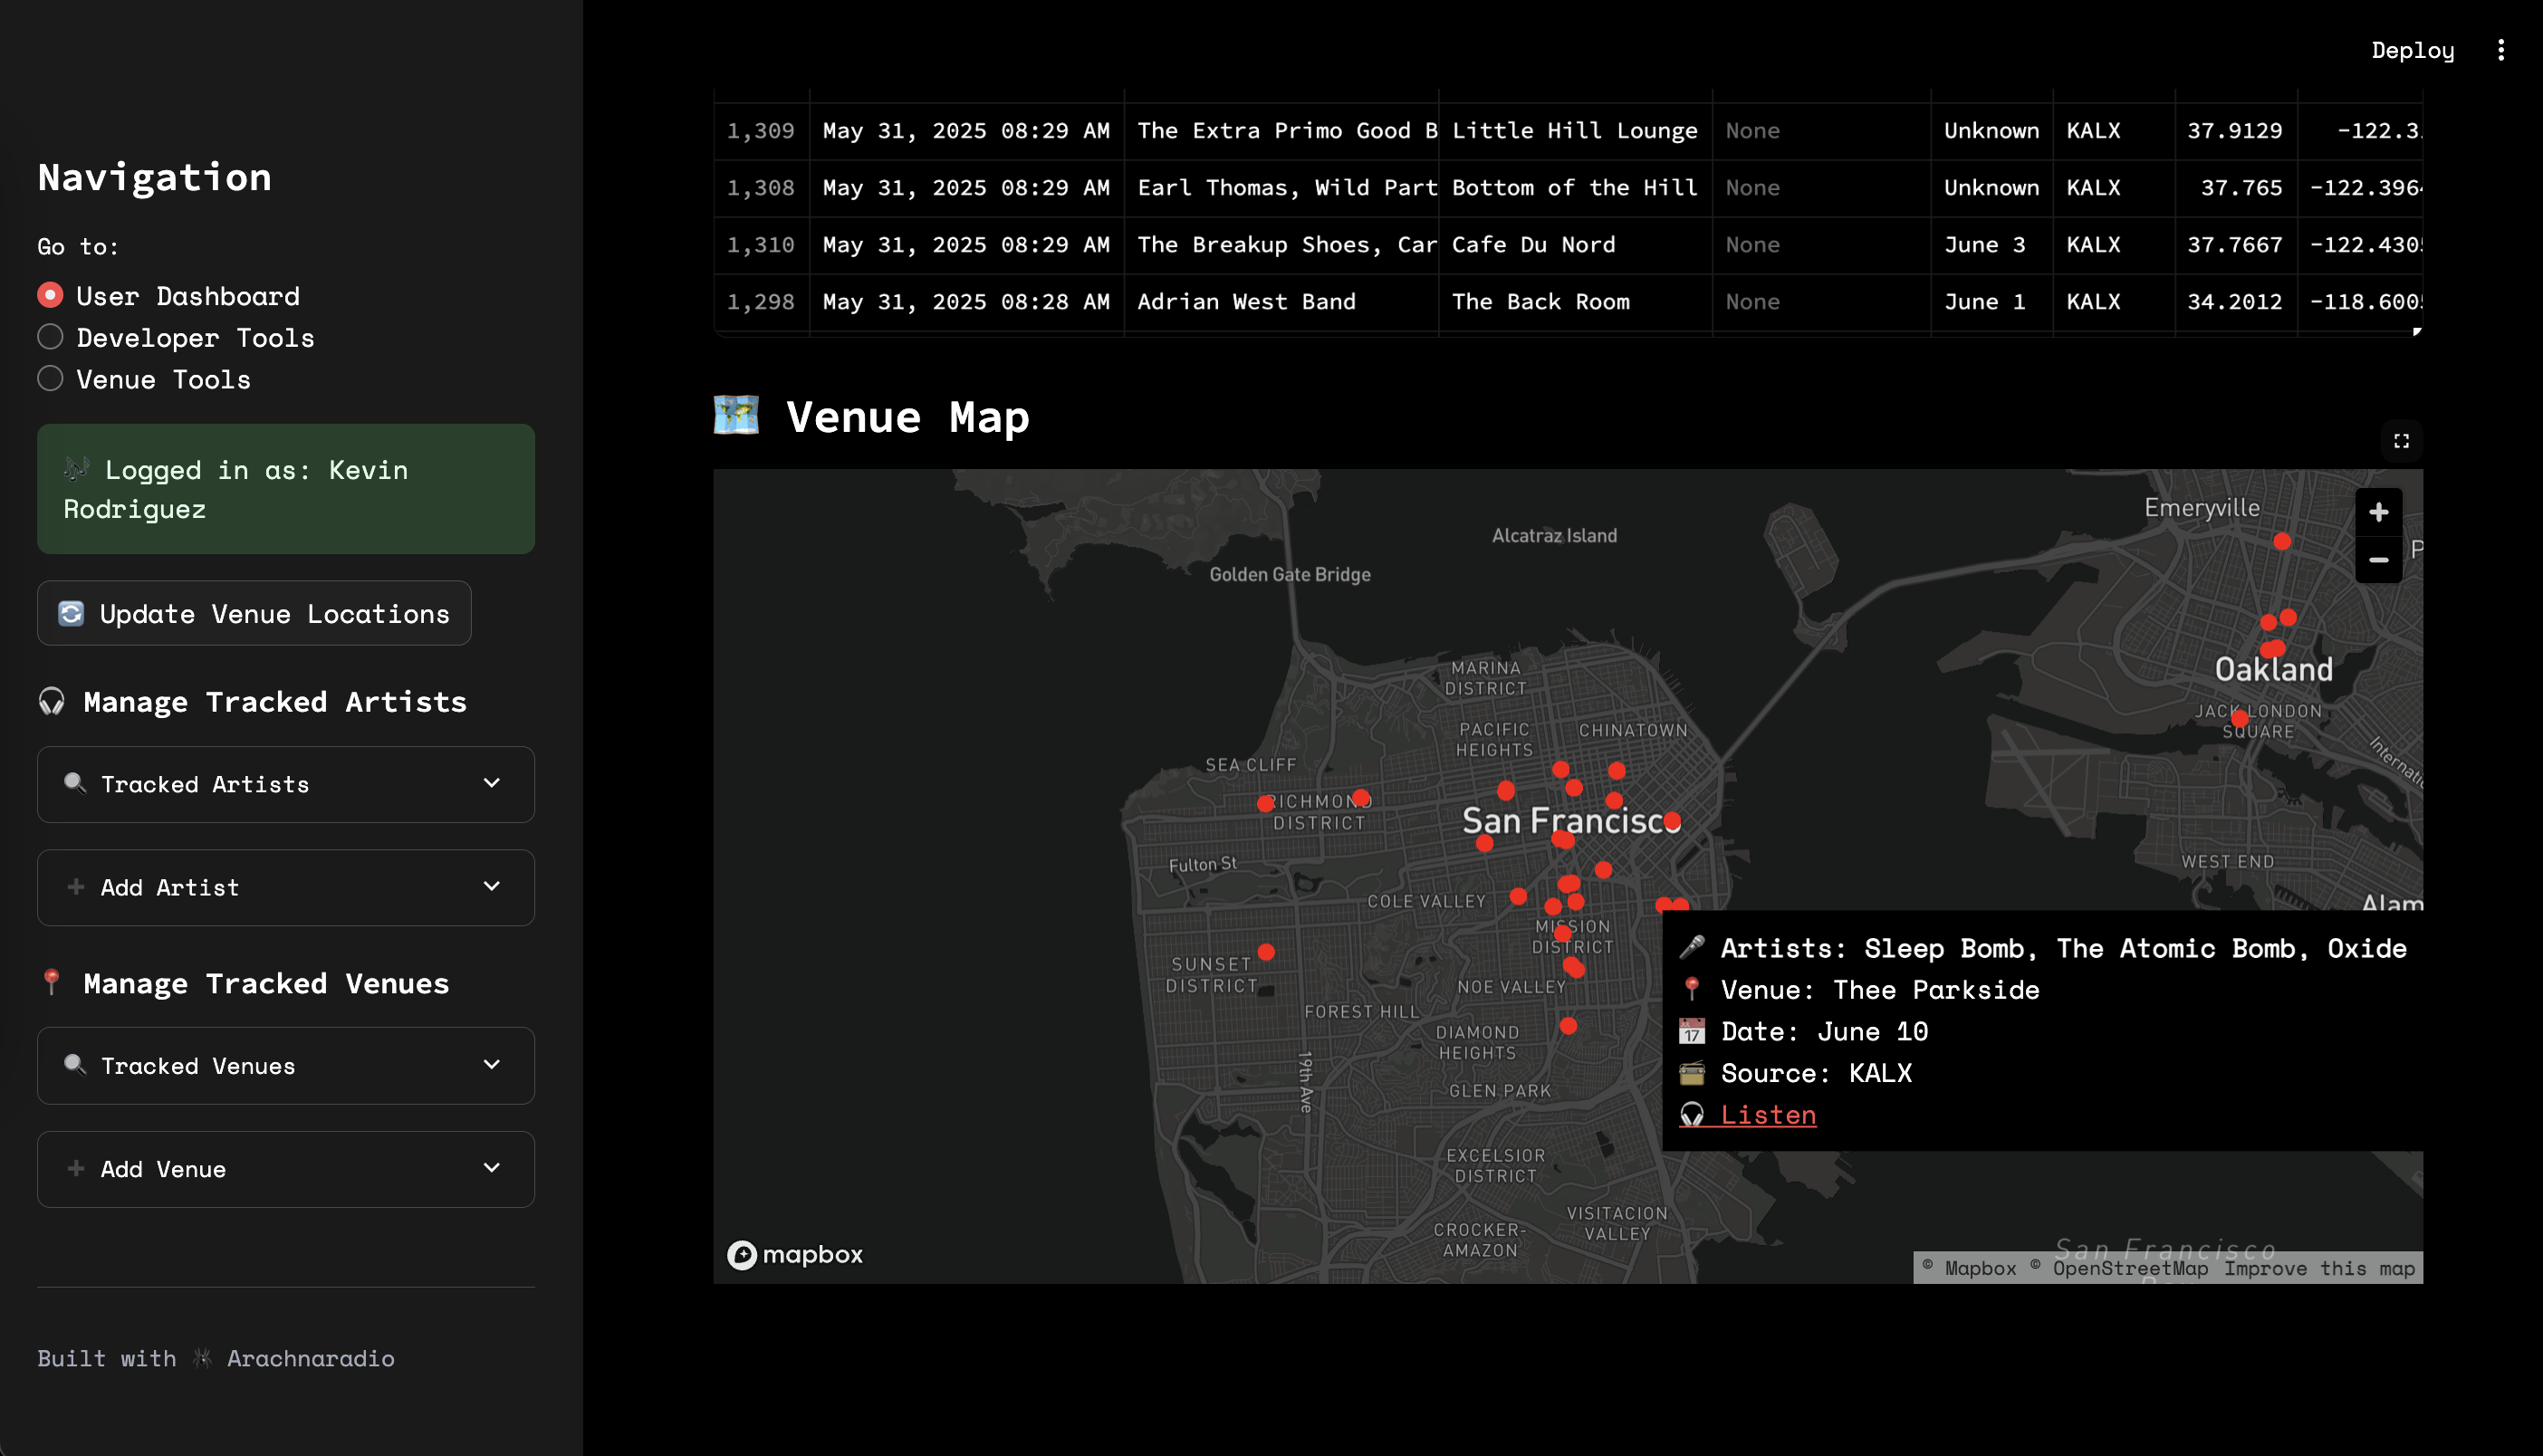 Deploy
Navigation
Go to:
User Dashboard
Developer Tools
Venue Tools
Logged in as: Kevin
Rodriguez
Update Venue Locations
Manage Tracked Artists
Tracked Artists
Add Artist
Manage Tracked Venues
Tracked Venues
Add Venue
Built with Arachnaradio
1,309 May 31, 2025 08:29 AM The Extra Primo Good B Little Hill Lounge None Unknown KALX 37.9129 -122.3
1,308 May 31, 2025 08:29 AM Earl Thomas, Wild Part Bottom of the Hill None Unknown KALX 37.765 -122.396
1,310 May 31, 2025 08:29 AM The Breakup Shoes, Car Cafe Du Nord None June 3 KALX 37.7667 -122.430
1,298 May 31, 2025 08:28 AM Adrian West Band The Back Room None June 1 KALX 34.2012 -118.600
Venue Map
Emeryville
Alcatraz Island
Golden Gate Bridge
Oakland
MARINA
DISTRICT
JACK LONDON
SQUARE
PACIFIC
HEIGHTS
CHINATOWN
SEA CLIFF
RICHMOND
DISTRICT
San Francisco
Fulton St
WEST END
COLE VALLEY
Alam
MISSION
DISTRICT
SUNSET
DISTRICT
NOE VALLEY
FOREST HILL
DIAMOND
HEIGHTS
19th Ave
GLEN PARK
EXCELSIOR
DISTRICT
VISITACION
VALLEY
CROCKER-
AMAZON
Artists: Sleep Bomb, The Atomic Bomb, Oxide
Venue: Thee Parkside
17
Date: June 10
Source: KALX
Listen
mapbox
San Francisco
© Mapbox © OpenStreetMap Improve this map